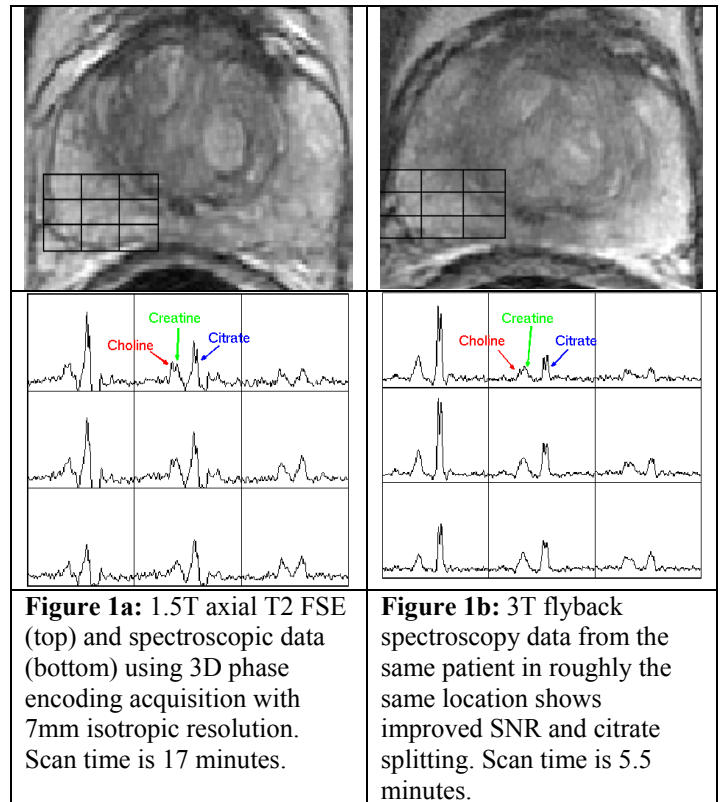 Creatine
Choline
Citrate
Creatine
Choline
Citrate
Figure 1a: 1.5T axial T2 FSE
(top) and spectroscopic data
(bottom) using 3D phase
encoding acquisition with
7mm isotropic resolution.
Scan time is 17 minutes.
Figure 1b: 3T flyback
spectroscopy data from the
same patient in roughly the
same location shows
improved SNR and citrate
splitting. Scan time is 5.5
minutes.